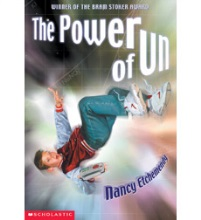 WINNER OF THE BRAM STOKER AWARD
The Power
of Un
Nancy Etchemendy
SCHOLASTIC